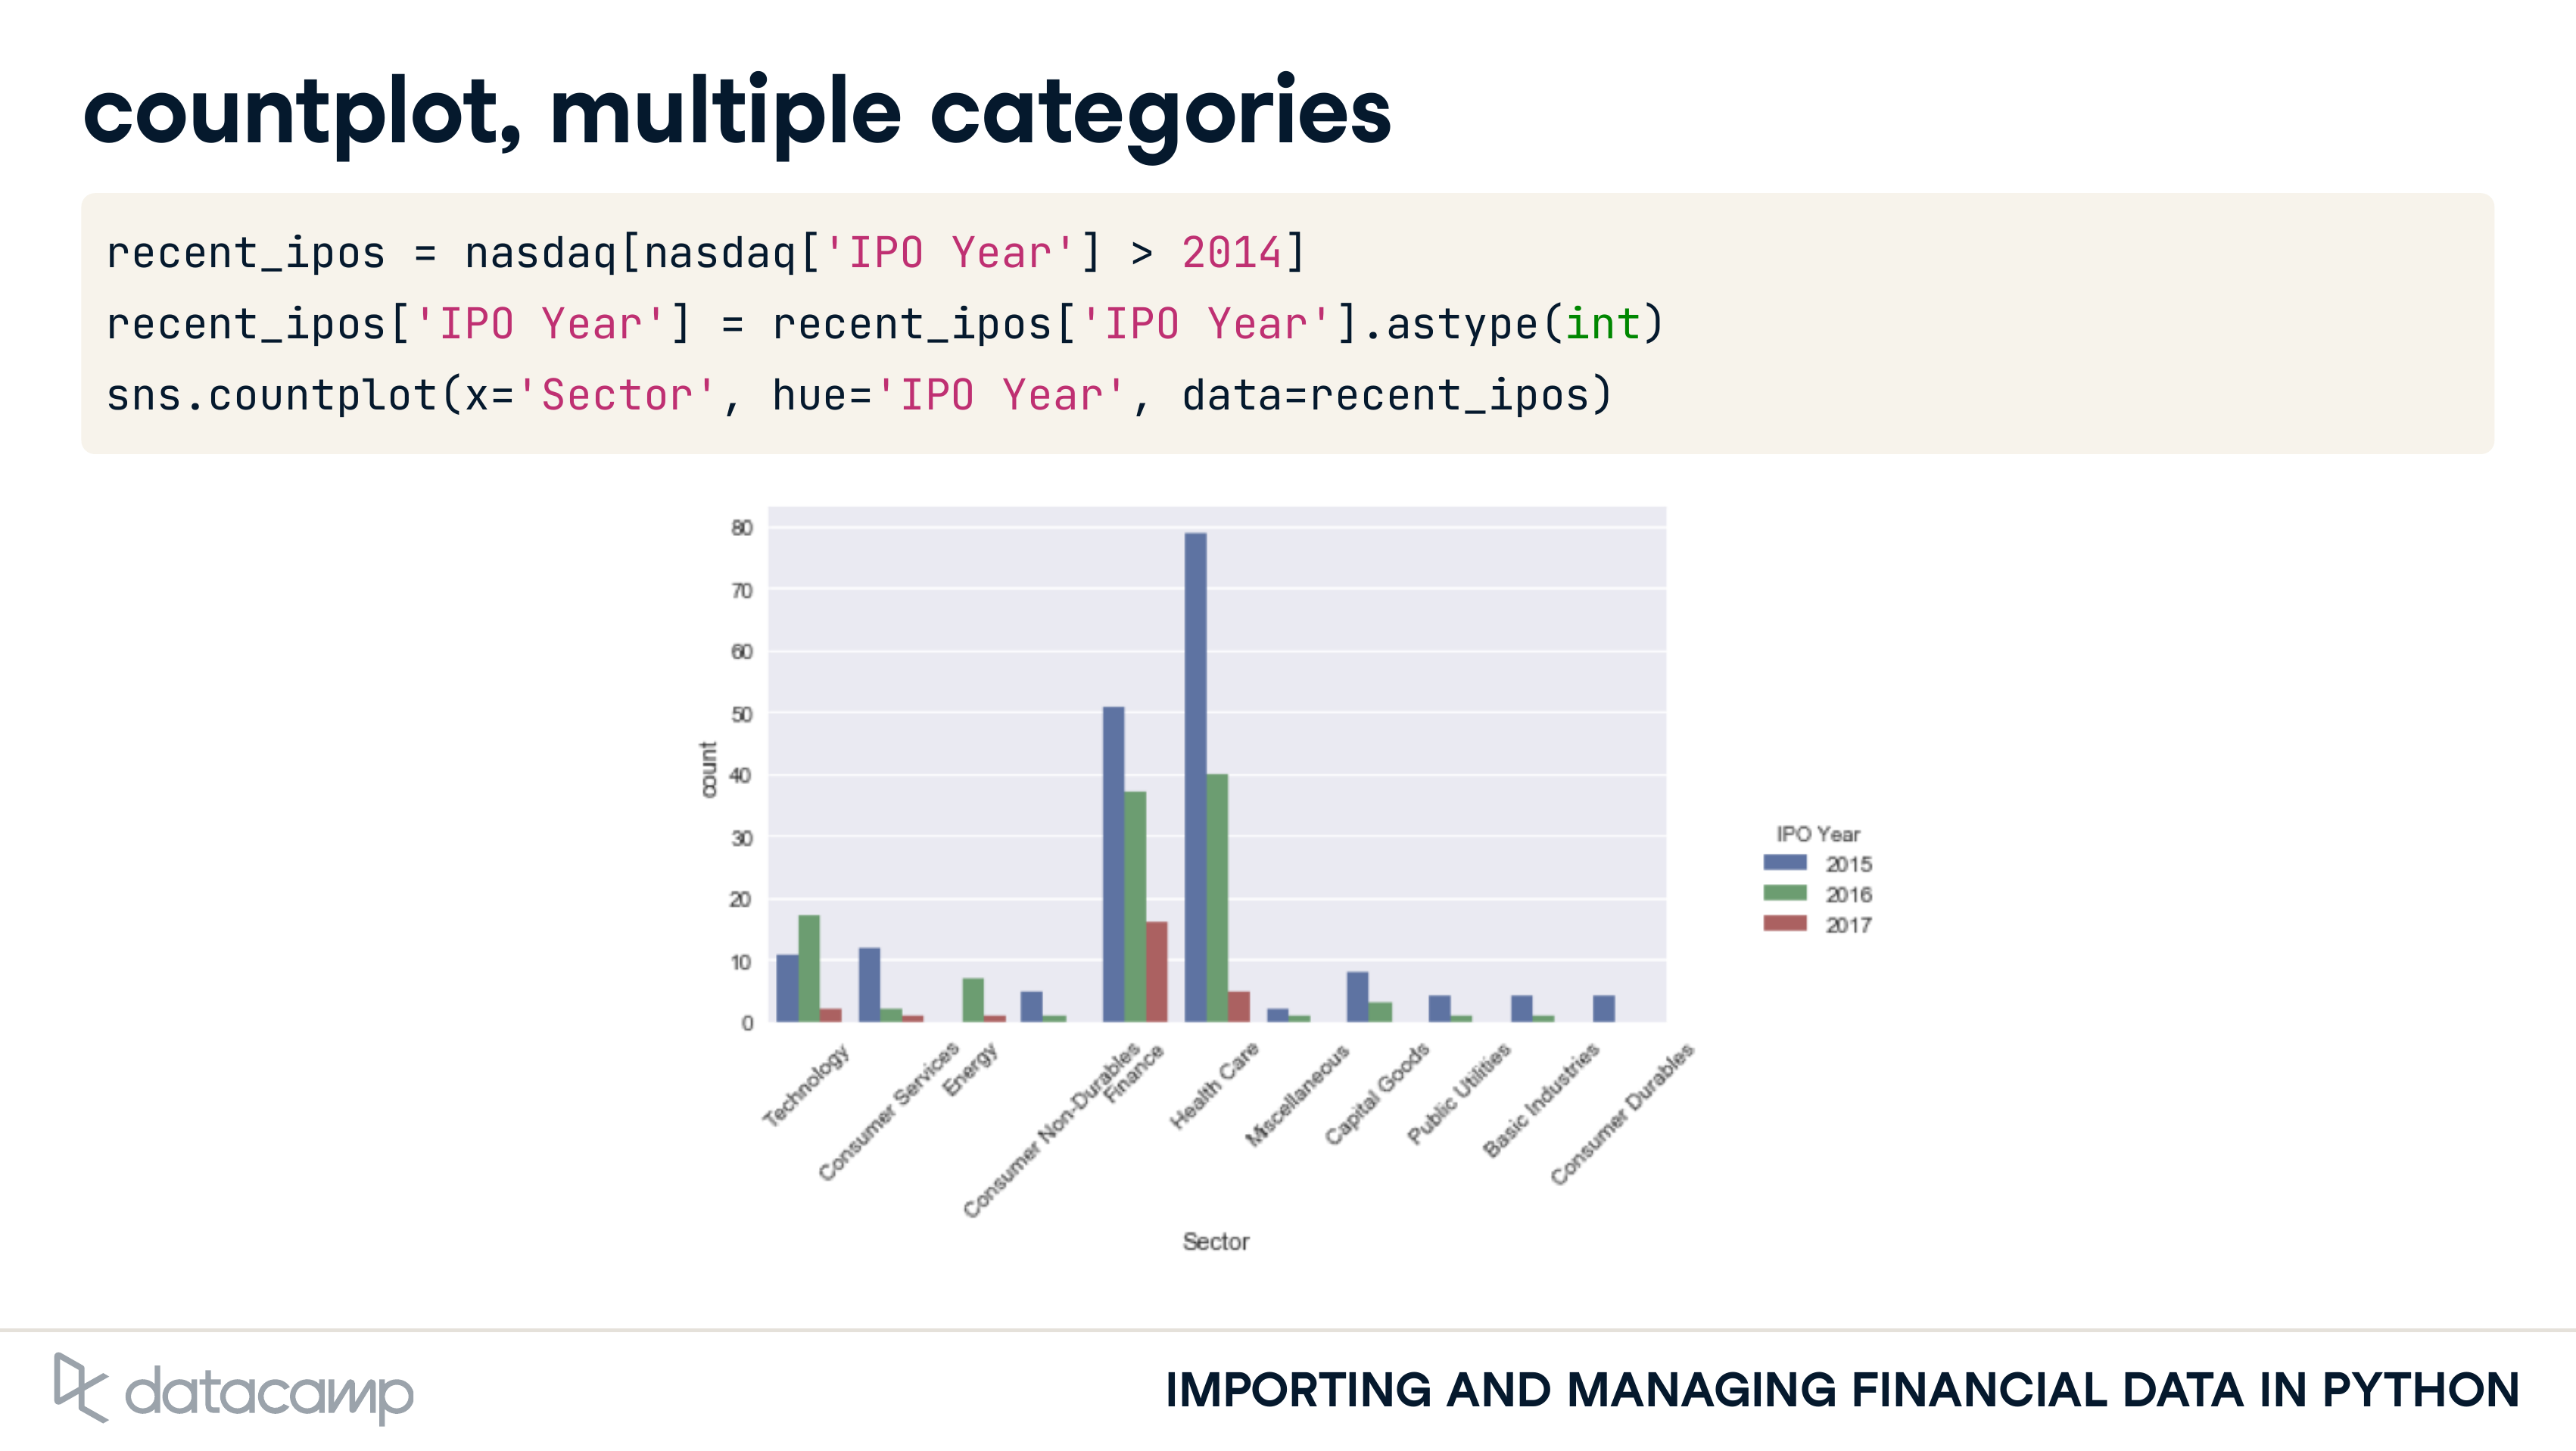 countplot, multiple categories
recent_ipos = nasdaq[nasdaq['IPO Year'] > 2014]
recent_ipos['IPO Year'] = recent_ipos['IPO Year'].astype(int)
sns.countplot(x='Sector', hue='IPO Year', data=recent_ipos)
80
70
60
50
40
30
20
10
0
count
Technology
Consumer Services
Energy
Consumer Non-Durables
Finance
Health Care
Miscellaneous
Capital Goods
Public Utilities
Basic Industries
Consumer Durables
Sector
IPO Year
2015
2016
2017
datacamp
IMPORTING AND MANAGING FINANCIAL DATA IN PYTHON